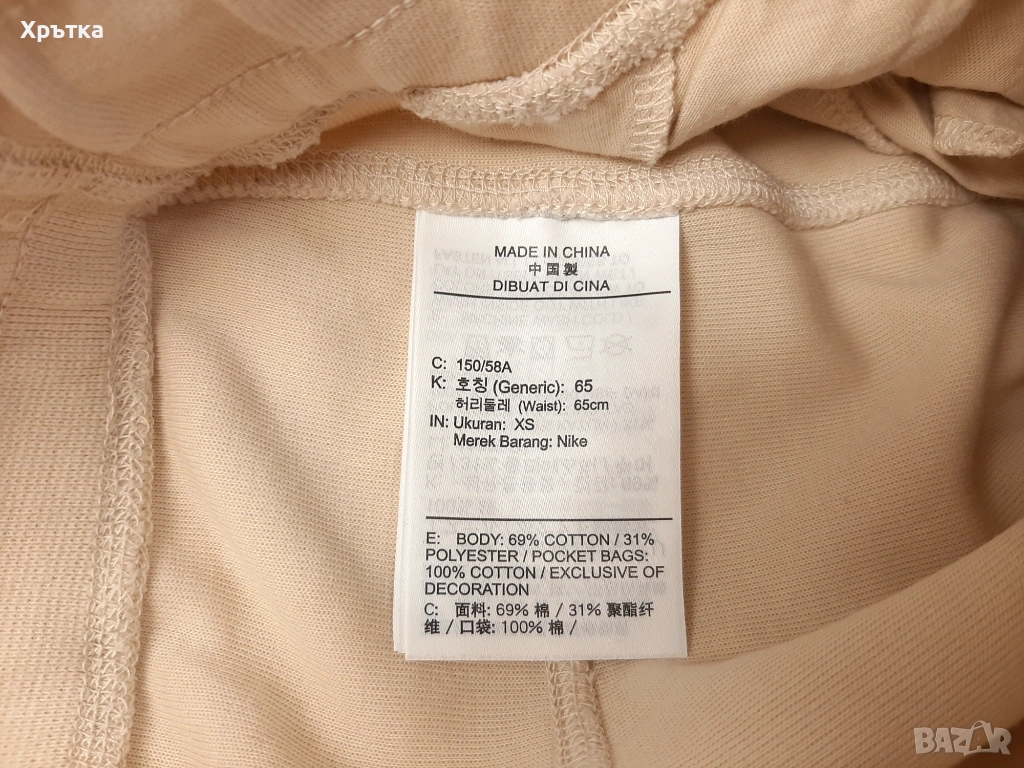 Хрътка
MADE IN CHINA
中国製
DIBUAT DI CINA
C: 150/58A
K: 호칭 (Generic): 65
허리둘레 (Waist): 65cm
IN: Ukuran: XS
Merek Barang: Nike
E: BODY: 69% COTTON / 31%
POLYESTER / POCKET BAGS:
100% COTTON / EXCLUSIVE OF
DECORATION
C: 面料: 69% 棉 / 31% 聚酯纤
维 / 口袋: 100% 棉 /
BAZAR